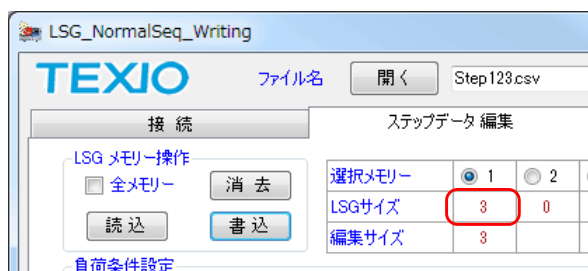 LSG_NormalSeq_Writing
TEXIO ファイル名 開く Step123.csv
接続 ステップデータ編集
LSG メモリー操作
全メモリー 消去
読込 書込
選択メモリー 1 2
LSGサイズ 3 0
編集サイズ 3
負荷条件設定